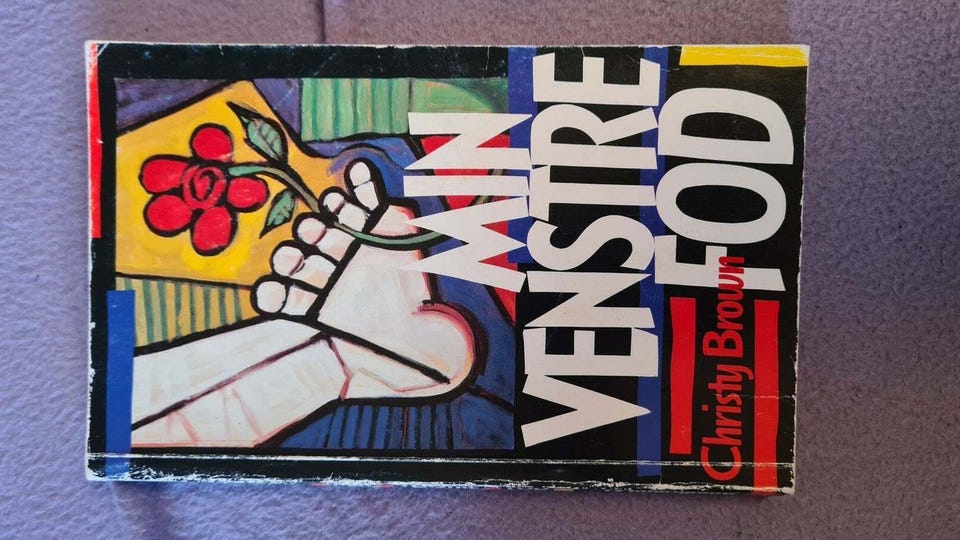 MIN
VENSTRE
FOD
Christy Brown